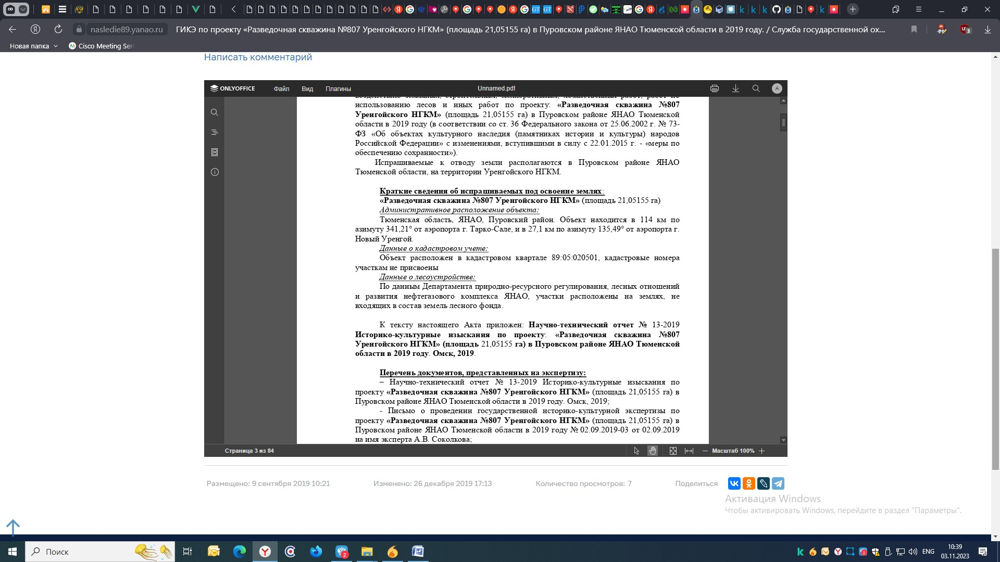 nasledie89.yanao.ru
ГИКЭ по проекту «Разведочная скважина №807 Уренгойского НГКМ» (площадь 21,05155 га) в Пуровском районе ЯНАО Тюменской области в 2019 году. / Служба государственной ох...
3
Новая папка
Cisco Meeting Ser
Написать комментарий
ONLYOFFICE
Файл
Вид
Плагины
Unnamed.pdf
A
использованию лесов и иных работ по проекту: «Разведочная скважина №807
Уренгойского НГКМ» (площадь 21,05155 га) в Пуровском районе ЯНАО Тюменской
области в 2019 году (в соответствии со ст. 36 Федерального закона от 25.06.2002 г. № 73-
ФЗ «Об объектах культурного наследия (памятниках истории и культуры) народов
Российской Федерации» с изменениями, вступившими в силу с 22.01.2015 г. - «меры по
обеспечению сохранности»).
Испрашиваемые к отводу земли располагаются в Пуровском районе ЯНАО
Тюменской области, на территории Уренгойского НГКМ.
Краткие сведения об испрашиваемых под освоение землях:
«Разведочная скважина №807 Уренгойского НГКМ» (площадь 21,05155 га)
Административное расположение объекта:
Тюменская область, ЯНАО, Пуровский район. Объект находится в 114 км по
азимуту 341,21° от аэропорта г. Тарко-Сале, и в 27,1 км по азимуту 135,49° от аэропорта г.
Новый Уренгой.
Данные о кадастровом учете:
Объект расположен в кадастровом квартале 89:05:020501, кадастровые номера
участкам не присвоены
Данные о лесоустройстве:
По данным Департамента природно-ресурсного регулирования, лесных отношений
и развития нефтегазового комплекса ЯНАО, участки расположены на землях, не
входящих в состав земель лесного фонда.
К тексту настоящего Акта приложен: Научно-технический отчет № 13-2019
Историко-культурные изыскания по проекту: «Разведочная скважина №807
Уренгойского НГКМ» (площадь 21,05155 га) в Пуровском районе ЯНАО Тюменской
области в 2019 году. Омск, 2019.
Перечень документов, представленных на экспертизу:
– Научно-технический отчет № 13-2019 Историко-культурные изыскания по
проекту «Разведочная скважина №807 Уренгойского НГКМ» (площадь 21,05155 га) в
Пуровском районе ЯНАО Тюменской области в 2019 году. Омск, 2019;
- Письмо о проведении государственной историко-культурной экспертизы по
проекту «Разведочная скважина №807 Уренгойского НГКМ» (площадь 21,05155 га) в
Пуровском районе ЯНАО Тюменской области в 2019 году № 02.09.2019-03 от 02.09.2019
на имя эксперта А.В. Соколкова;
Страница 3 из 84
Масштаб 100%
Размещено: 9 сентября 2019 10:21
Изменено: 26 декабря 2019 17:13
Количество просмотров: 7
Поделиться
Активация Windows
Чтобы активировать Windows, перейдите в раздел "Параметры".
Поиск
2
ENG
10:39
03.11.2023